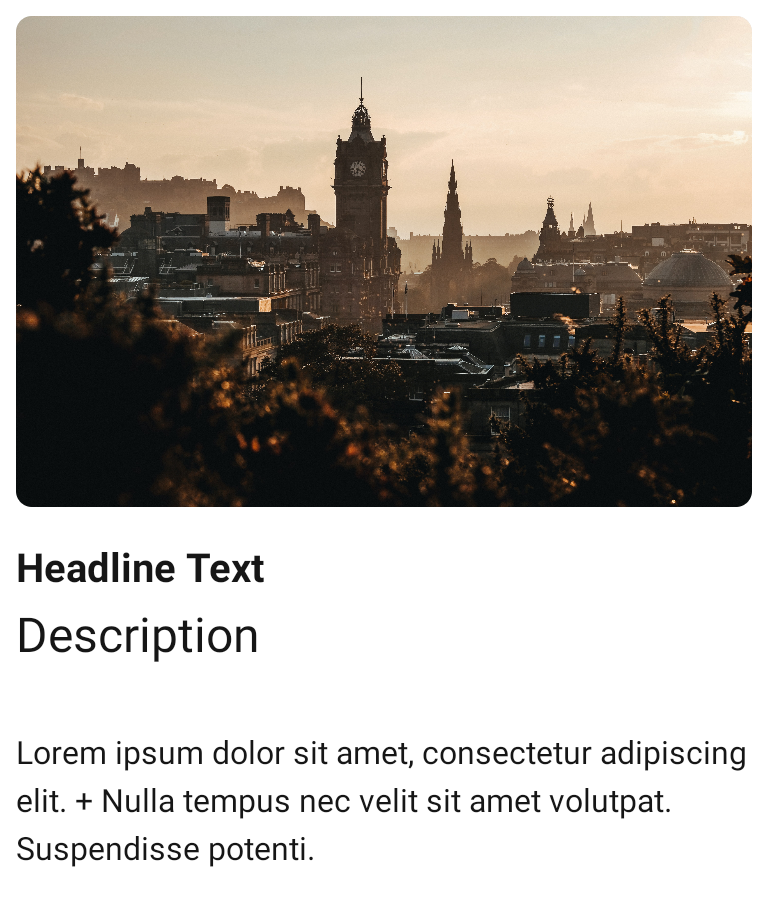 Headline Text
Description
Lorem ipsum dolor sit amet, consectetur adipiscing
elit. + Nulla tempus nec velit sit amet volutpat.
Suspendisse potenti.